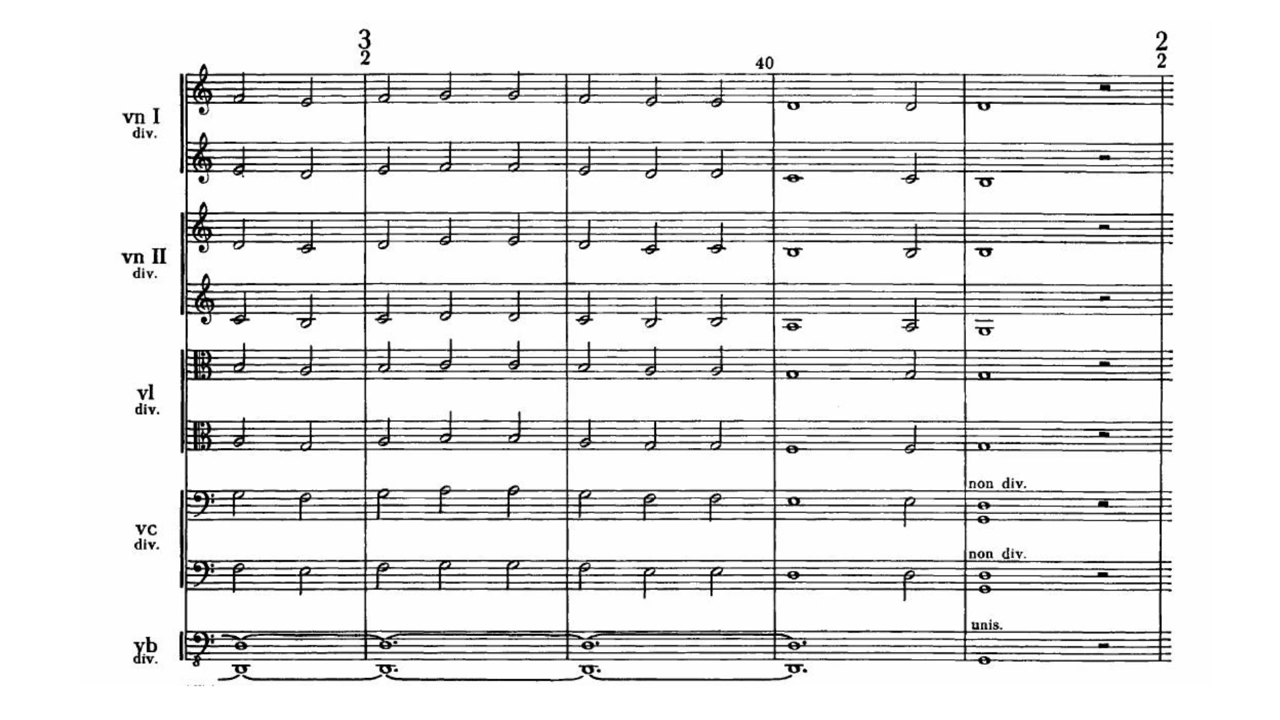 3
2
2
2
40
vn I
div.
vn II
div.
vl
div.
non div.
vc
div.
non div.
unis.
vb
div.
8